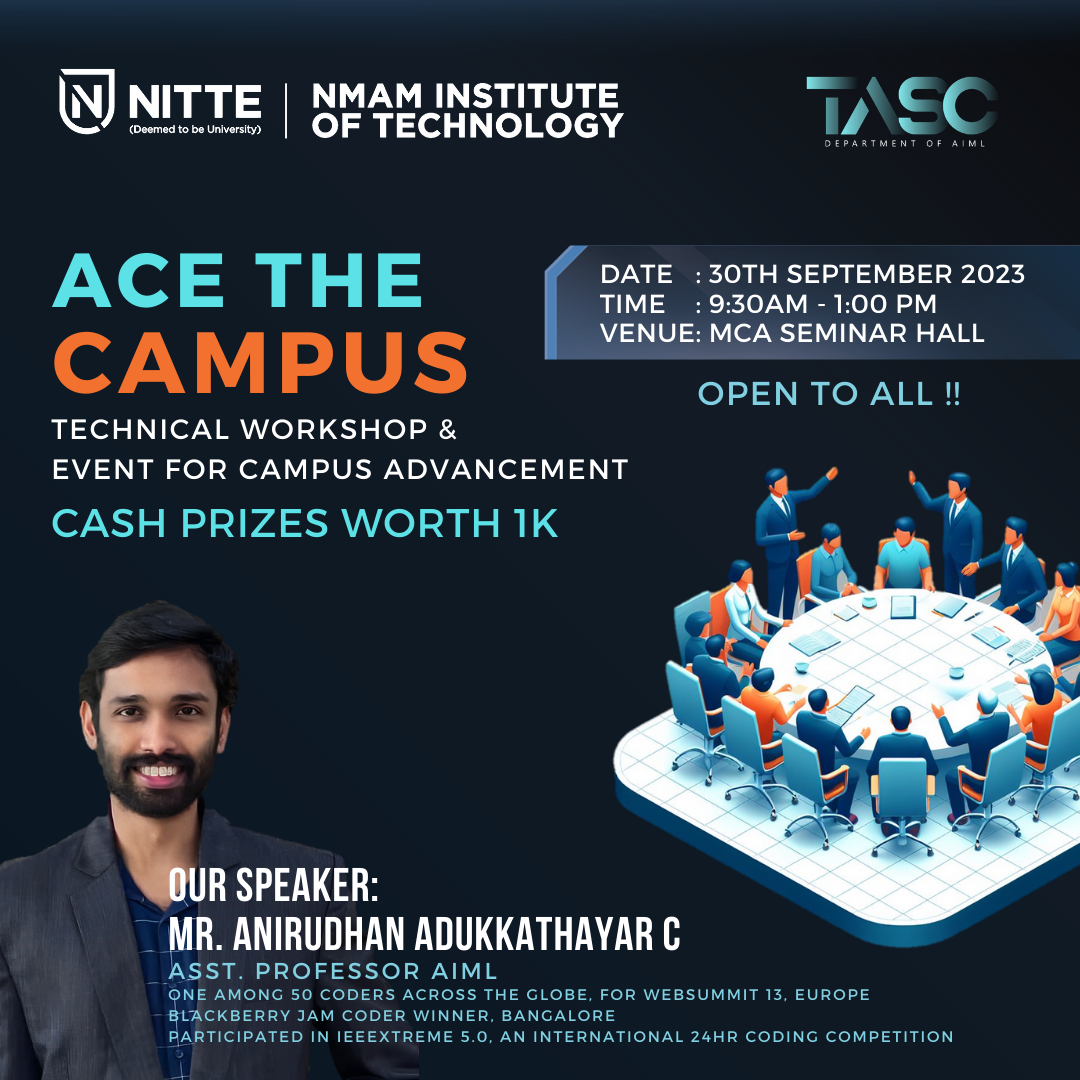 NITTE
(Deemed to be University)
NMAM INSTITUTE
OF TECHNOLOGY
TASC
DEPARTMENT OF AIML
ACE THE
CAMPUS
TECHNICAL WORKSHOP &
EVENT FOR CAMPUS ADVANCEMENT
CASH PRIZES WORTH 1K
DATE : 30TH SEPTEMBER 2023
TIME : 9:30AM - 1:00 PM
VENUE: MCA SEMINAR HALL
OPEN TO ALL !!
OUR SPEAKER:
MR. ANIRUDHAN ADUKKATHAYAR C
ASST. PROFESSOR AIML
ONE AMONG 50 CODERS ACROSS THE GLOBE, FOR WEBSUMMIT 13, EUROPE
BLACKBERRY JAM CODER WINNER, BANGALORE
PARTICIPATED IN IEEEXTREME 5.0, AN INTERNATIONAL 24HR CODING COMPETITION